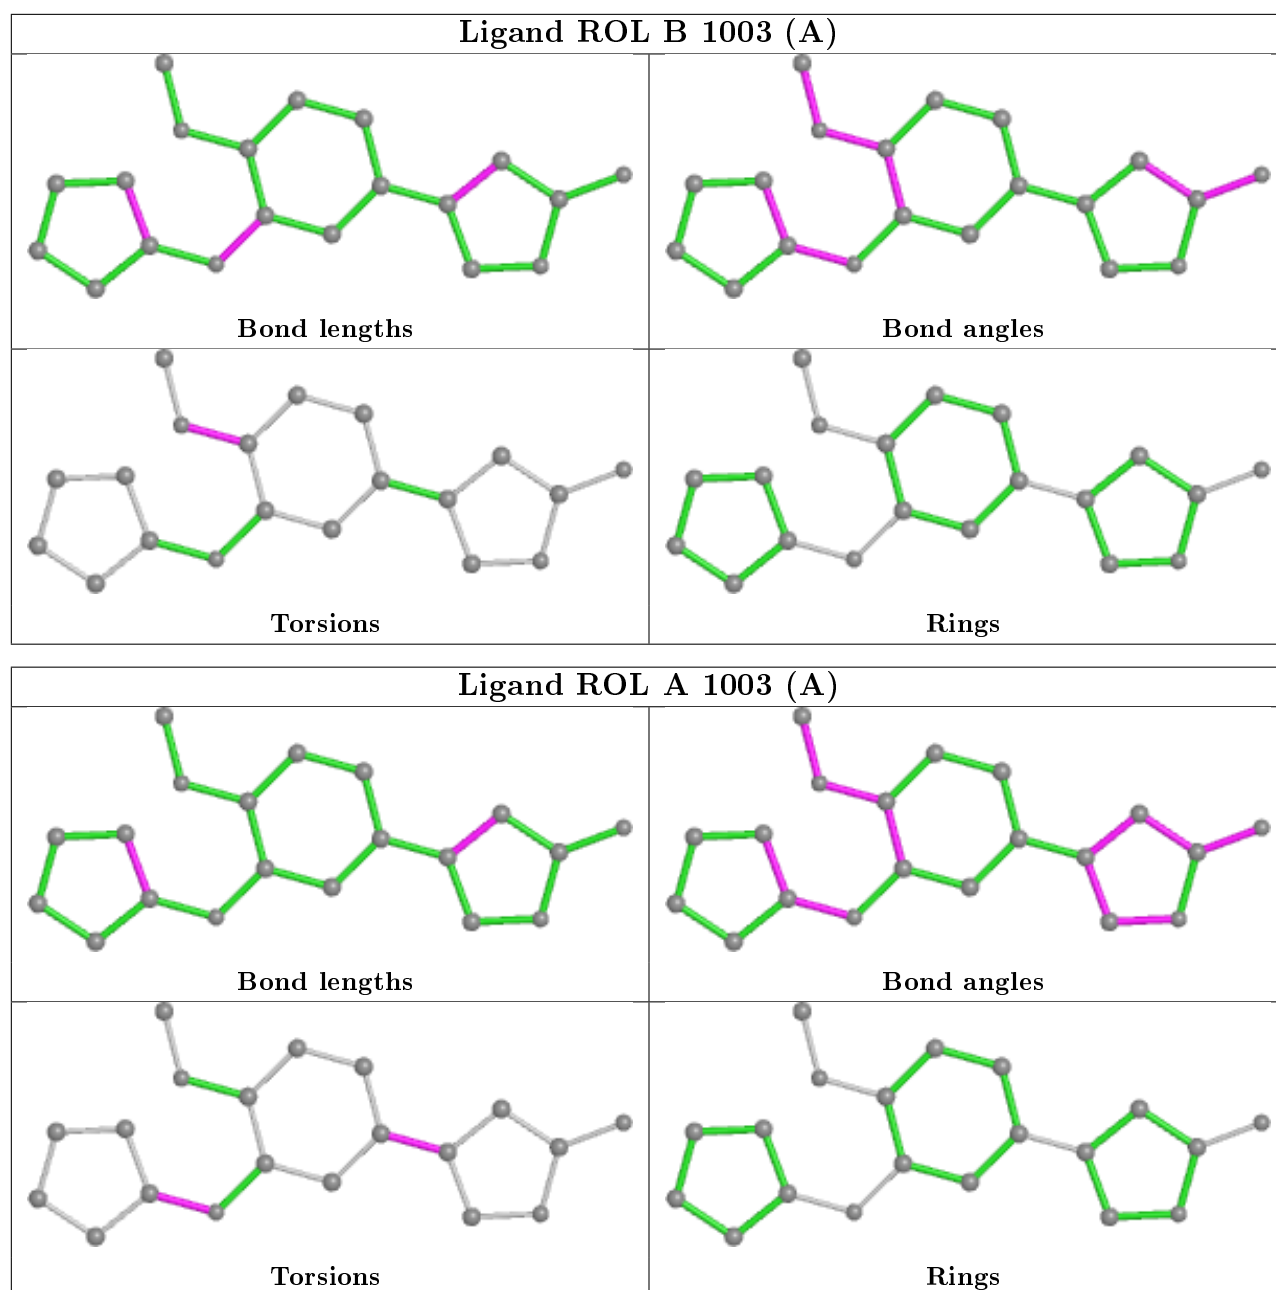 Ligand ROL B 1003 (A)
Bond lengths
Bond angles
Torsions
Rings
Ligand ROL A 1003 (A)
Bond lengths
Bond angles
Torsions
Rings